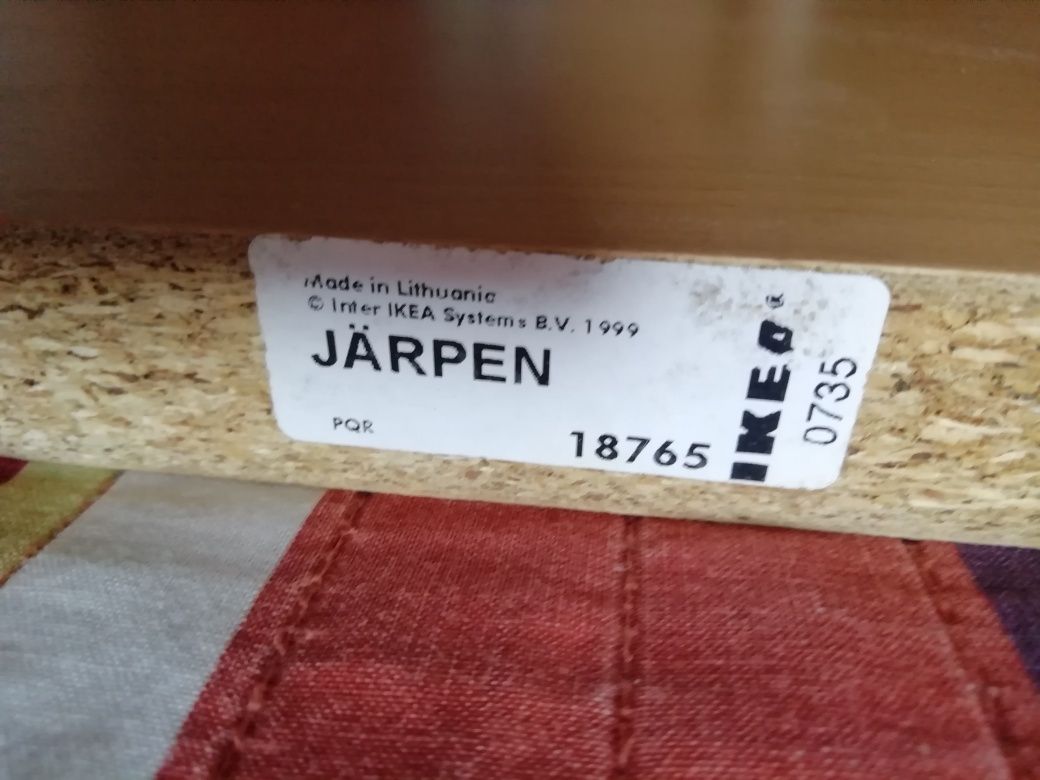 Made in Lithuania
© Inter IKEA Systems B.V. 1999
JÄRPEN
PQR
18765
IKEA®
0735